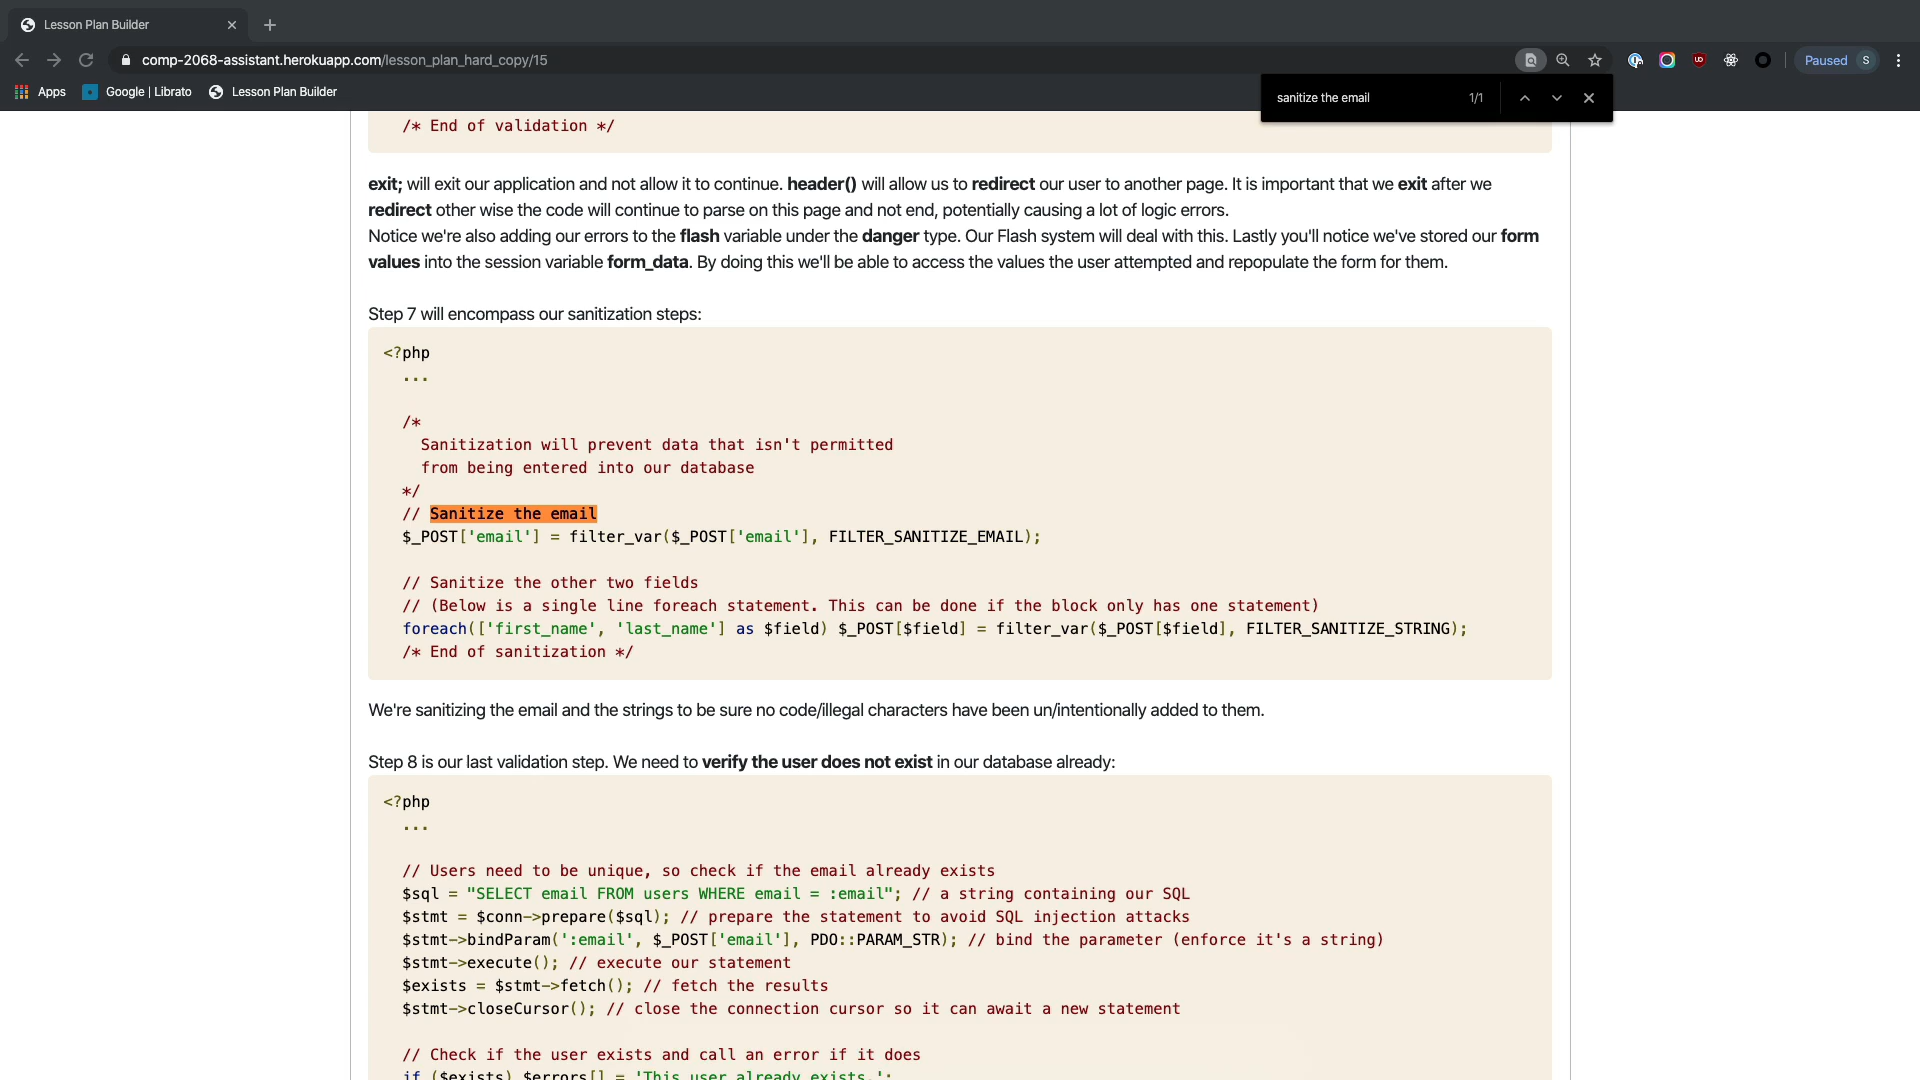 Lesson Plan Builder
comp-2068-assistant.herokuapp.com/lesson_plan_hard_copy/15
Paused S
Apps Google | Librato Lesson Plan Builder
sanitize the email 1/1
/* End of validation */
exit; will exit our application and not allow it to continue. header() will allow us to redirect our user to another page. It is important that we exit after we
redirect other wise the code will continue to parse on this page and not end, potentially causing a lot of logic errors.
Notice we're also adding our errors to the flash variable under the danger type. Our Flash system will deal with this. Lastly you'll notice we've stored our form
values into the session variable form_data. By doing this we'll be able to access the values the user attempted and repopulate the form for them.
Step 7 will encompass our sanitization steps:
<?php
...
/*
Sanitization will prevent data that isn't permitted
from being entered into our database
*/
// Sanitize the email
$_POST['email'] = filter_var($_POST['email'], FILTER_SANITIZE_EMAIL);
// Sanitize the other two fields
// (Below is a single line foreach statement. This can be done if the block only has one statement)
foreach(['first_name', 'last_name'] as $field) $_POST[$field] = filter_var($_POST[$field], FILTER_SANITIZE_STRING);
/* End of sanitization */
We're sanitizing the email and the strings to be sure no code/illegal characters have been un/intentionally added to them.
Step 8 is our last validation step. We need to verify the user does not exist in our database already:
<?php
...
// Users need to be unique, so check if the email already exists
$sql = "SELECT email FROM users WHERE email = :email"; // a string containing our SQL
$stmt = $conn->prepare($sql); // prepare the statement to avoid SQL injection attacks
$stmt->bindParam(':email', $_POST['email'], PDO::PARAM_STR); // bind the parameter (enforce it's a string)
$stmt->execute(); // execute our statement
$exists = $stmt->fetch(); // fetch the results
$stmt->closeCursor(); // close the connection cursor so it can await a new statement
// Check if the user exists and call an error if it does
if ($exists) $errors[] = 'This user already exists.';